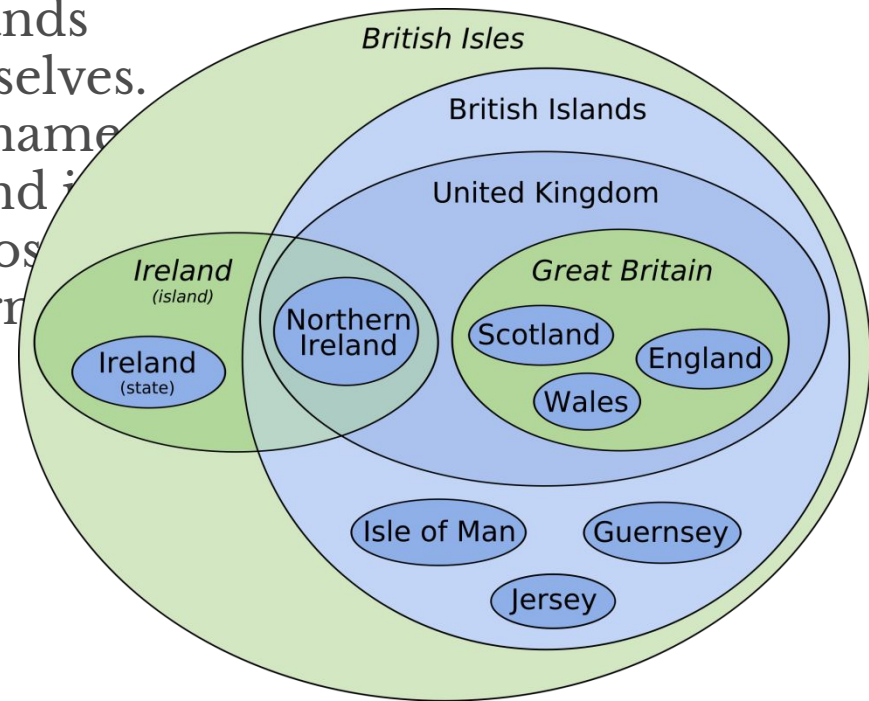 selves.
name
British Isles
British Islands
United Kingdom
Ireland
(island)
Great Britain
Northern
Ireland
Scotland
England
Ireland
(state)
Wales
Isle of Man
Guernsey
Jersey